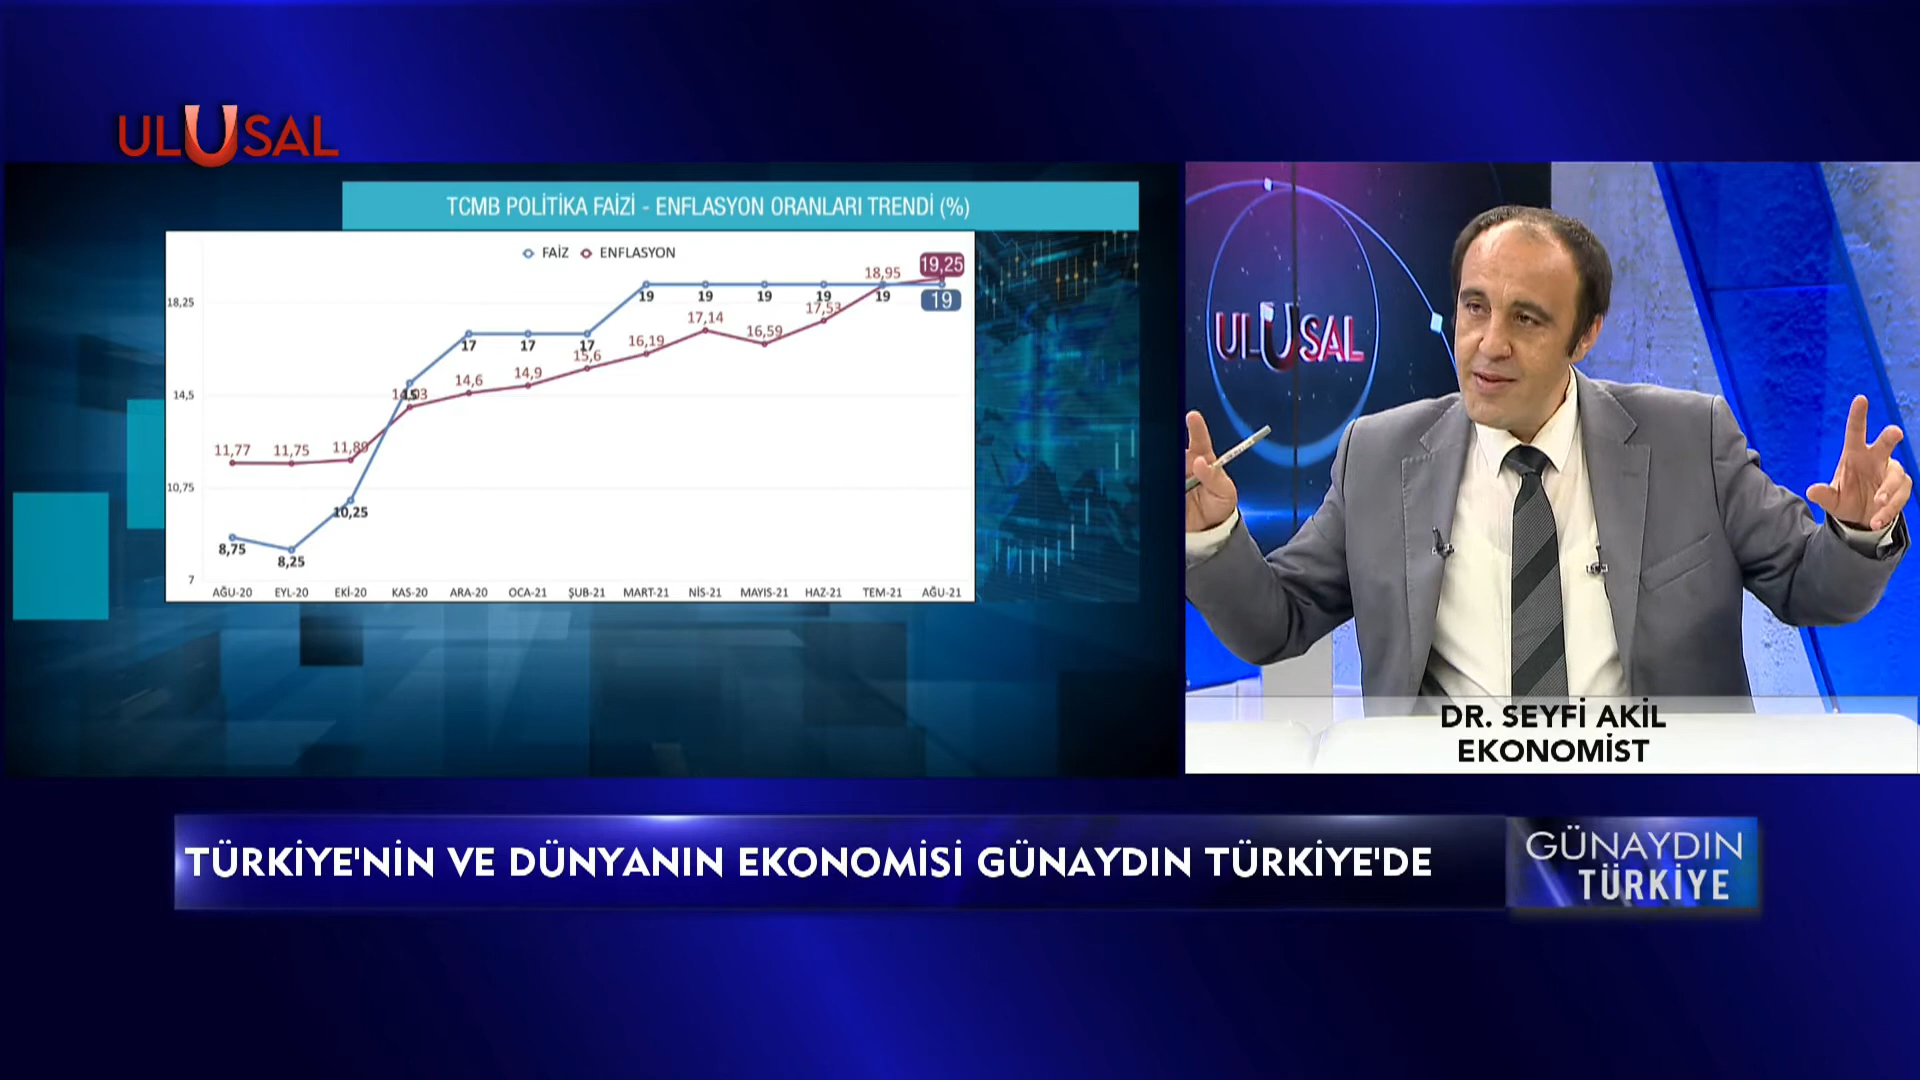 ULUSAL
TCMB POLİTİKA FAİZİ - ENFLASYON ORANLARI TRENDİ (%)
FAİZ ENFLASYON
18,25
14,5
10,75
7
11,77 11,75 11,89 14,03 14,6 14,9 15,6 16,19 17,14 16,59 17,53 18,95 19,25
8,75 8,25 10,25 15 17 17 17 19 19 19 19 19 19
AĞU-20 EYL-20 EKİ-20 KAS-20 ARA-20 OCA-21 ŞUB-21 MART-21 NİS-21 MAYIS-21 HAZ-21 TEM-21 AĞU-21
ULUSAL
DR. SEYFİ AKİL
EKONOMİST
TÜRKİYE'NİN VE DÜNYANIN EKONOMİSİ GÜNAYDIN TÜRKİYE'DE
GÜNAYDIN
TÜRKİYE